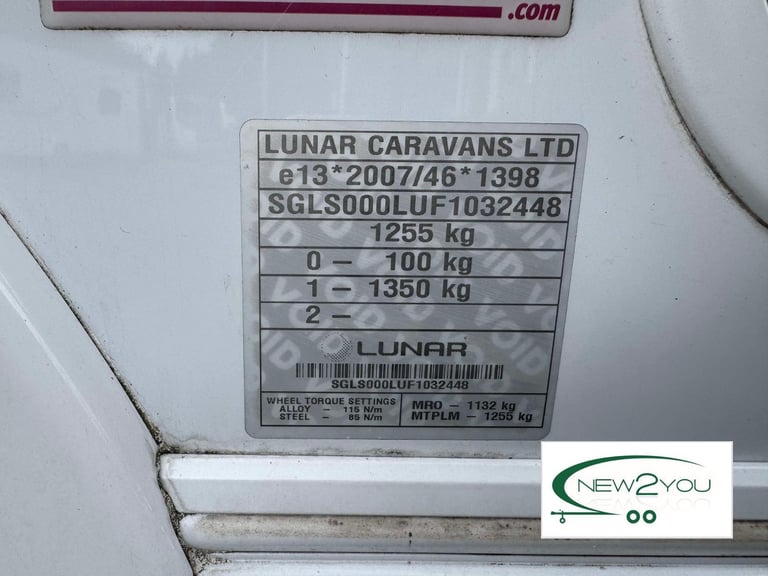 .com
LUNAR CARAVANS LTD
e13*2007/46*1398
SGLS000LUF1032448
1255 kg
0 – 100 kg
1 – 1350 kg
2 –
LUNAR
SGLS000LUF1032448
WHEEL TORQUE SETTINGS
ALLOY – 115 N/m
STEEL – 85 N/m
MRO – 1132 kg
MTPLM – 1255 kg
NEW2YOU